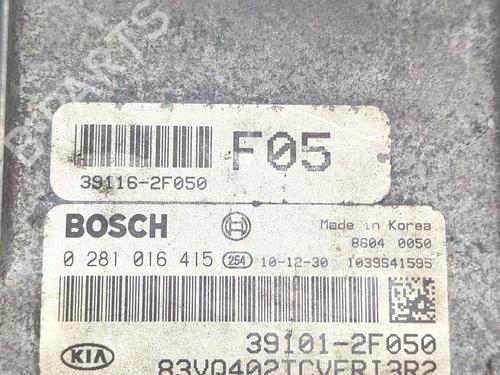 F05
39116-2F050
BOSCH
Made in Korea
8604 0050
0 281 016 415 254 10-12-30 1039S41595
39101-2F050
KIA
83VQ402TCVFRI3R2
B-PARTS